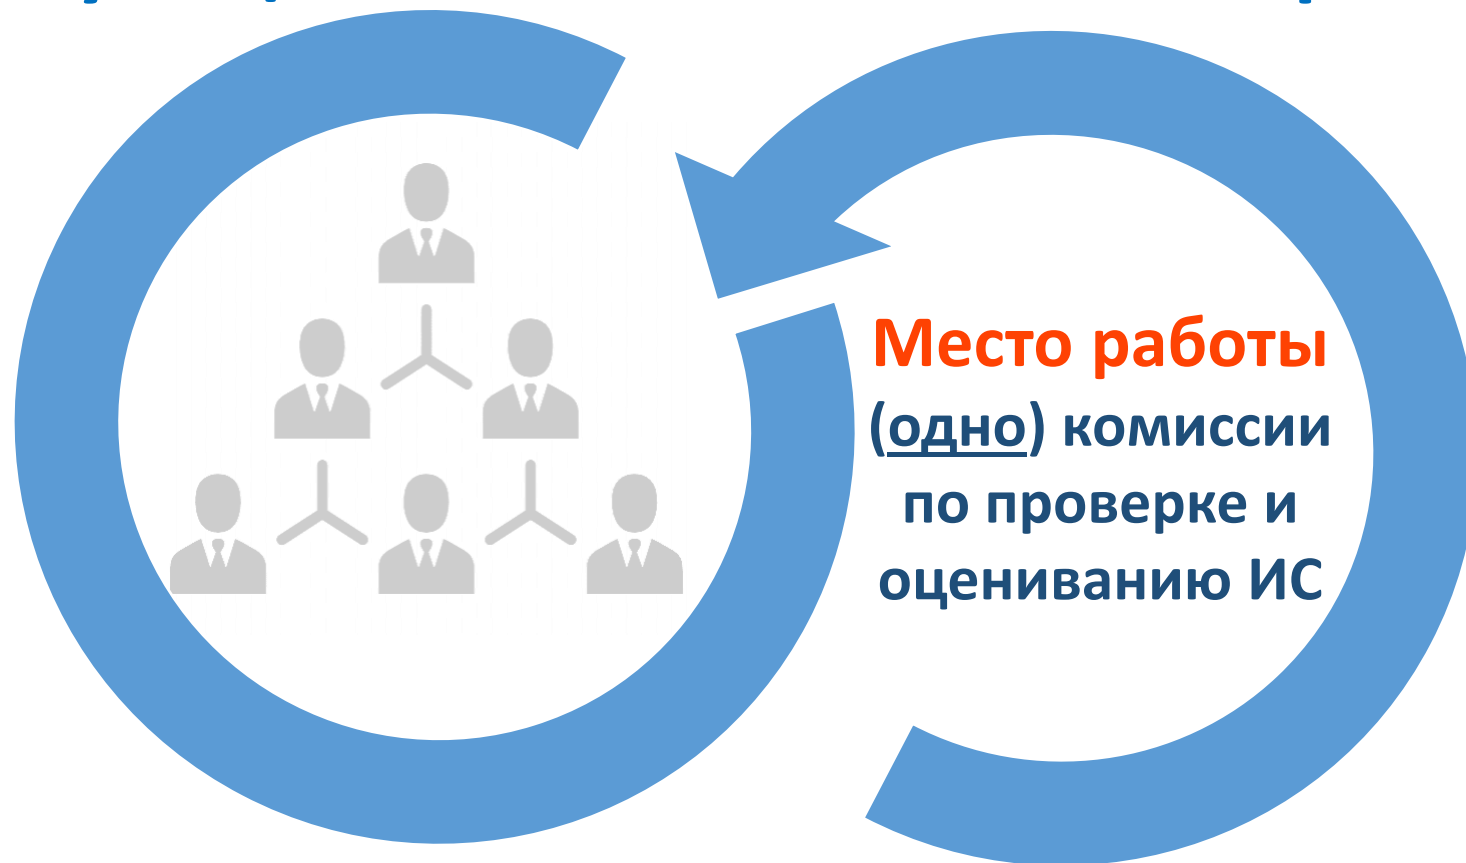 Место работы
(одно) комиссии
по проверке и
оцениванию ИС